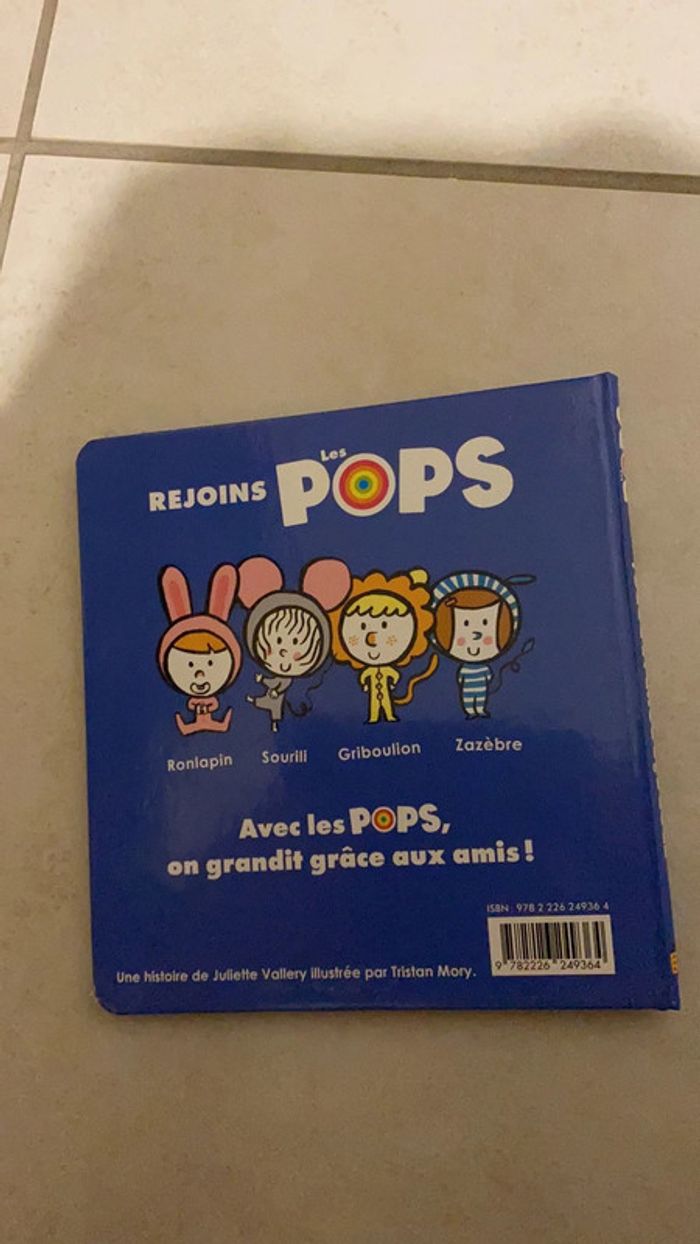 Les
REJOINS POPS
Ronlapin Sourili Griboulion Zazèbre
Avec les POPS,
on grandit grâce aux amis !
ISBN : 978 2 226 24936 4
9 782226 249364
Une histoire de Juliette Vallery illustrée par Tristan Mory.